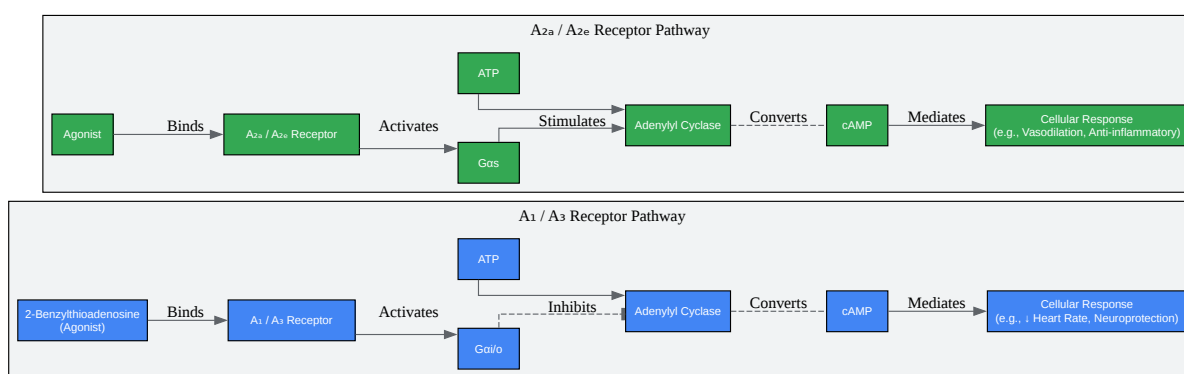 A₂ₐ / A₂ₑ Receptor Pathway
ATP
Agonist
Binds
A₂ₐ / A₂ₑ Receptor
Activates
Gαs
Stimulates
Adenylyl Cyclase
Converts
cAMP
Mediates
Cellular Response
(e.g., Vasodilation, Anti-inflammatory)
A₁ / A₃ Receptor Pathway
ATP
2-Benzylthioadenosine
(Agonist)
Binds
A₁ / A₃ Receptor
Activates
Gαi/o
Inhibits
Adenylyl Cyclase
Converts
cAMP
Mediates
Cellular Response
(e.g., ↓ Heart Rate, Neuroprotection)